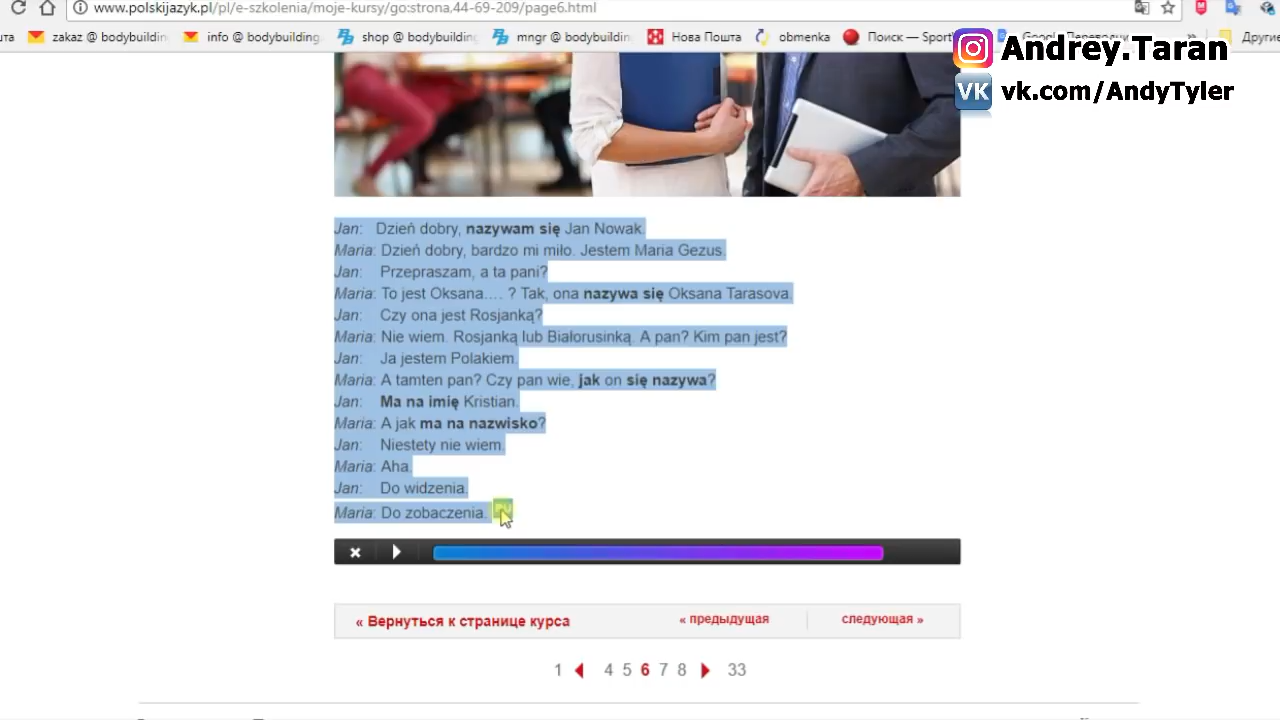 www.polskijazyk.pl/pl/e-szkolenia/moje-kursy/go:strona,44-69-209/page6.html
zakaz @ bodybuilding info @ bodybuilding shop @ bodybuilding mngr @ bodybuilding Нова Пошта obmenka Поиск — Sport Другие
Andrey.Taran
VK vk.com/AndyTyler
Jan: Dzień dobry, nazywam się Jan Nowak.
Maria: Dzień dobry, bardzo mi miło. Jestem Maria Gezus.
Jan: Przepraszam, a ta pani?
Maria: To jest Oksana.... ? Tak, ona nazywa się Oksana Tarasova.
Jan: Czy ona jest Rosjanką?
Maria: Nie wiem. Rosjanką lub Białorusinką. A pan? Kim pan jest?
Jan: Ja jestem Polakiem.
Maria: A tamten pan? Czy pan wie, jak on się nazywa?
Jan: Ma na imię Kristian.
Maria: A jak ma na nazwisko?
Jan: Niestety nie wiem.
Maria: Aha.
Jan: Do widzenia.
Maria: Do zobaczenia.
« Вернуться к странице курса « предыдущая следующая »
1 4 5 6 7 8 33